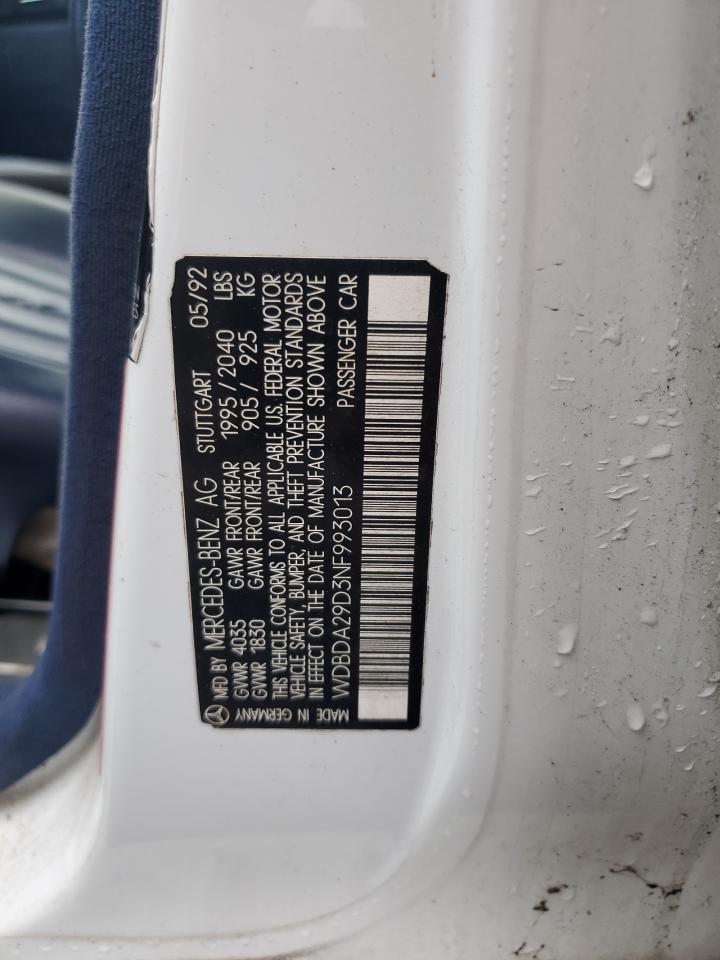 MFD BY MERCEDES-BENZ AG STUTTGART 05/92
GVWR 4035 GAWR FRONT/REAR 1995/2040 LBS
GVWR 1830 GAWR FRONT/REAR 905/ 925 KG
THIS VEHICLE CONFORMS TO ALL APPLICABLE U.S. FEDERAL MOTOR
VEHICLE SAFETY, BUMPER, AND THEFT PREVENTION STANDARDS
IN EFFECT ON THE DATE OF MANUFACTURE SHOWN ABOVE
WDBDA29D3NF993013 PASSENGER CAR
MADE IN GERMANY